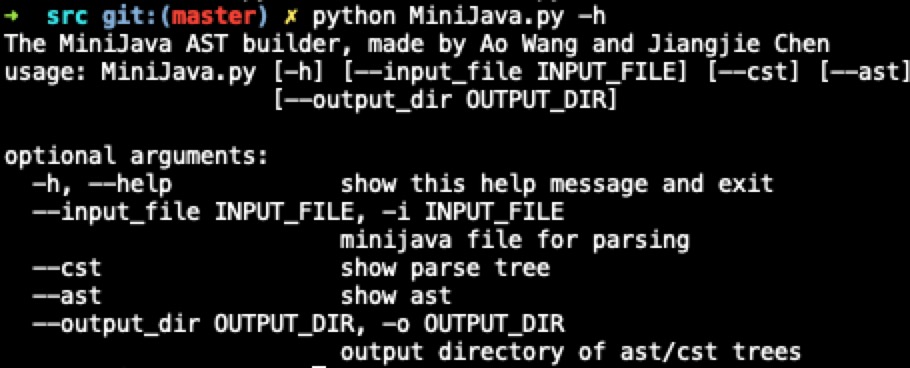 → src git:(master) ✗ python MiniJava.py -h
The MiniJava AST builder, made by Ao Wang and Jiangjie Chen
usage: MiniJava.py [-h] [--input_file INPUT_FILE] [--cst] [--ast]
[--output_dir OUTPUT_DIR]
optional arguments:
-h, --help show this help message and exit
--input_file INPUT_FILE, -i INPUT_FILE
minijava file for parsing
--cst show parse tree
--ast show ast
--output_dir OUTPUT_DIR, -o OUTPUT_DIR
output directory of ast/cst trees